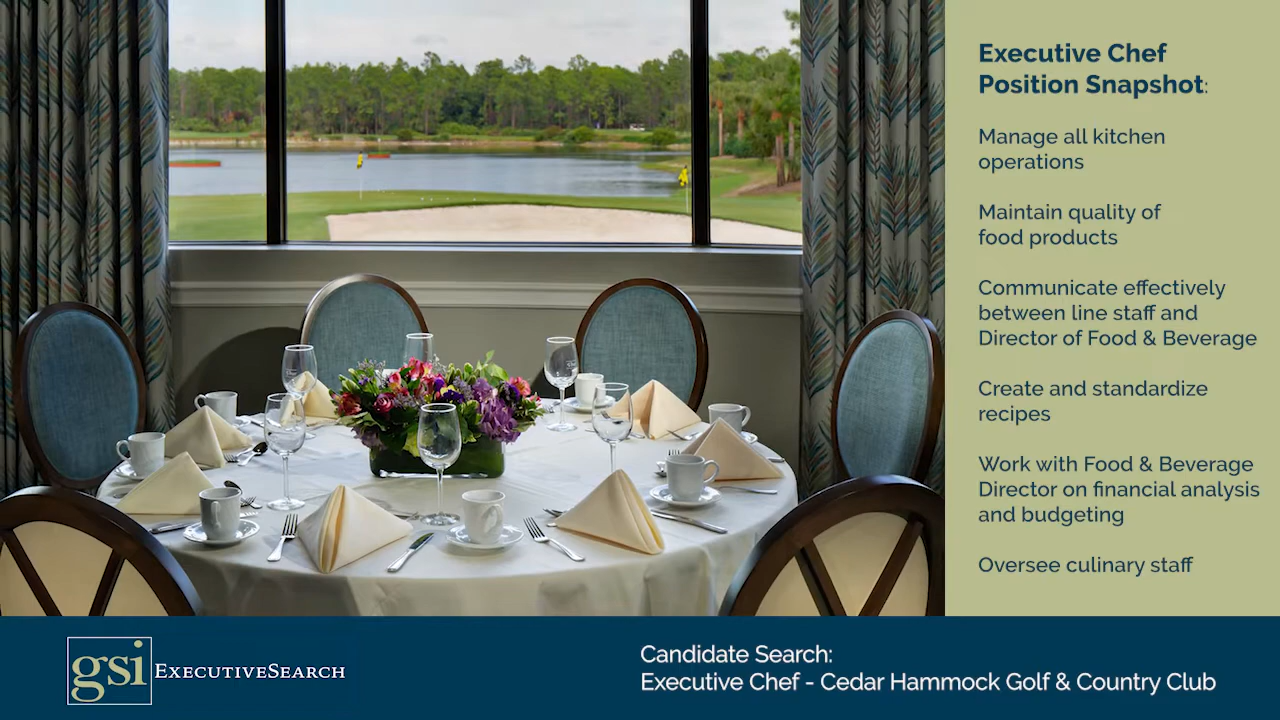 Executive Chef
Position Snapshot:
Manage all kitchen
operations
Maintain quality of
food products
Communicate effectively
between line staff and
Director of Food & Beverage
Create and standardize
recipes
Work with Food & Beverage
Director on financial analysis
and budgeting
Oversee culinary staff
gsi EXECUTIVESEARCH
Candidate Search:
Executive Chef - Cedar Hammock Golf & Country Club